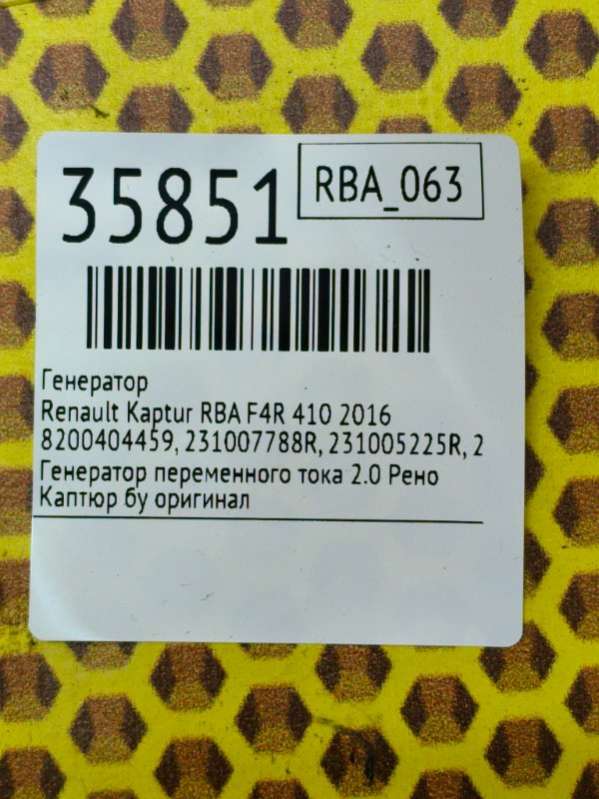 35851
RBA_063
Генератор
Renault Kaptur RBA F4R 410 2016
8200404459, 231007788R, 231005225R, 2
Генератор переменного тока 2.0 Рено
Каптюр бу оригинал